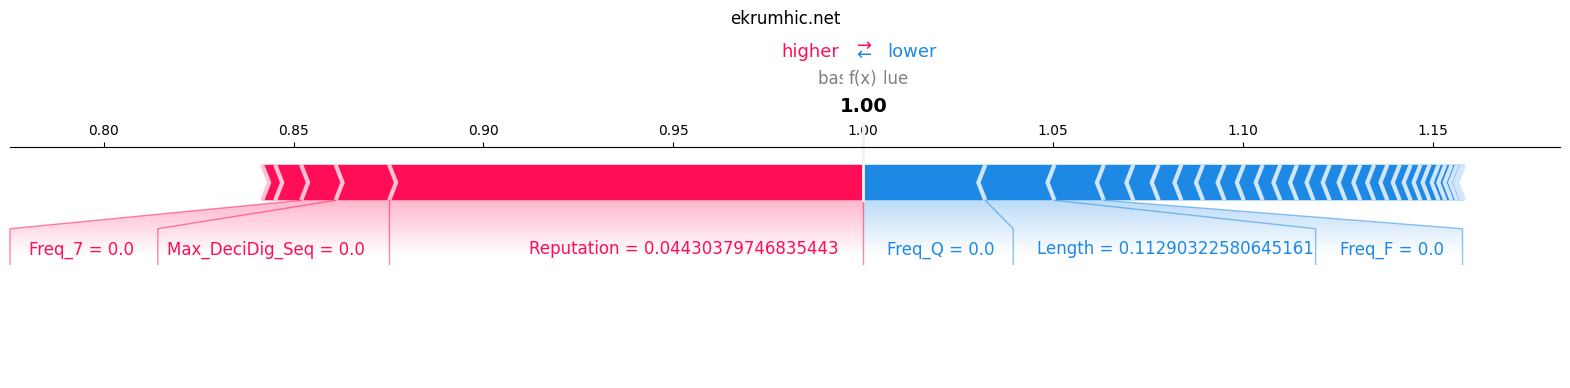 ekrumhic.net
higher ⇄ lower
f(x)
1.00
0.80 0.85 0.90 0.95 1.00 1.05 1.10 1.15
Freq_7 = 0.0 Max_DeciDig_Seq = 0.0 Reputation = 0.04430379746835443 Freq_Q = 0.0 Length = 0.11290322580645161 Freq_F = 0.0